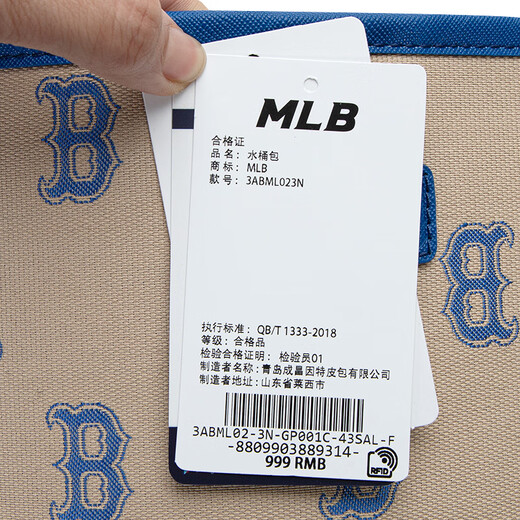 MLB
合格证
品 名： 水桶包
商 标： MLB
款 号： 3ABML023N
执行标准： QB/T 1333-2018
等级：合格品
检验合格证明： 检验员01
制造者名称：青岛成晶因特皮包有限公司
制造者地址：山东省莱西市
3ABML02-3N-GP001C-43SAL-F
-8809903889314-
999 RMB
RFID
B
B
B
B